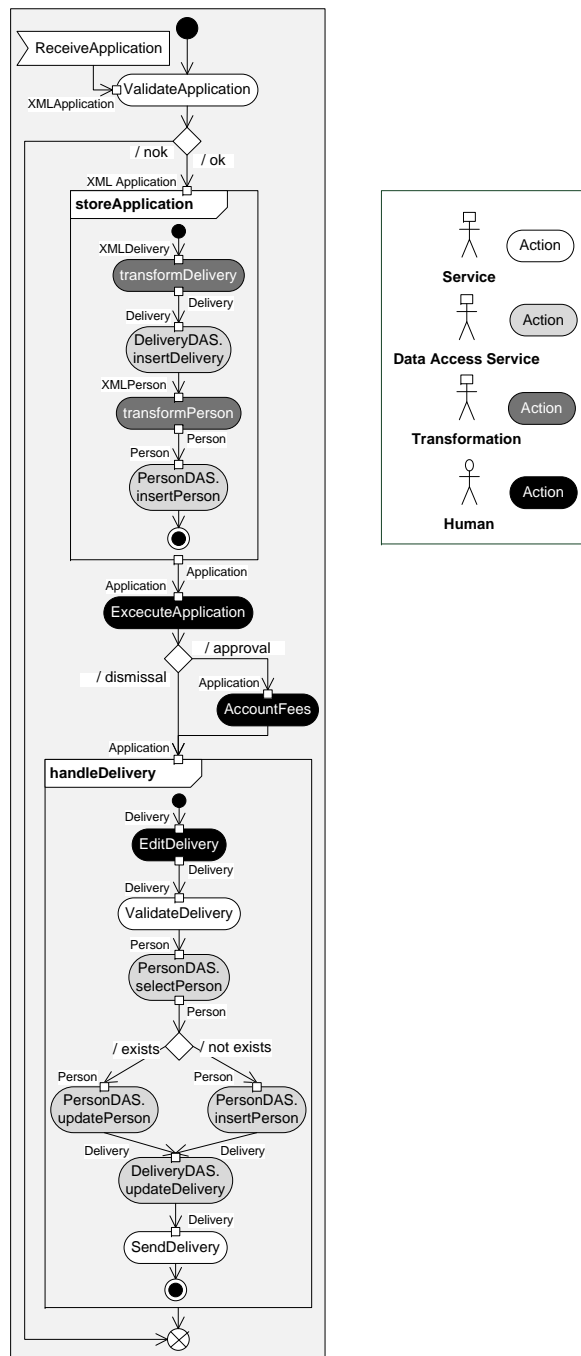 ReceiveApplication
ValidateApplication
XMLApplication
/ nok
/ ok
XML Application
storeApplication
XMLDelivery
transformDelivery
Delivery
Delivery
DeliveryDAS.
insertDelivery
XMLPerson
transformPerson
Person
Person
PersonDAS.
insertPerson
Application
Application
ExcecuteApplication
/ approval
/ dismissal
Application
AccountFees
Application
handleDelivery
Delivery
EditDelivery
Delivery
Delivery
ValidateDelivery
Person
PersonDAS.
selectPerson
Person
/ exists
/ not exists
Person
Person
PersonDAS.
updatePerson
PersonDAS.
insertPerson
Delivery
Delivery
DeliveryDAS.
updateDelivery
Delivery
SendDelivery
Action
Service
Action
Data Access Service
Action
Transformation
Action
Human